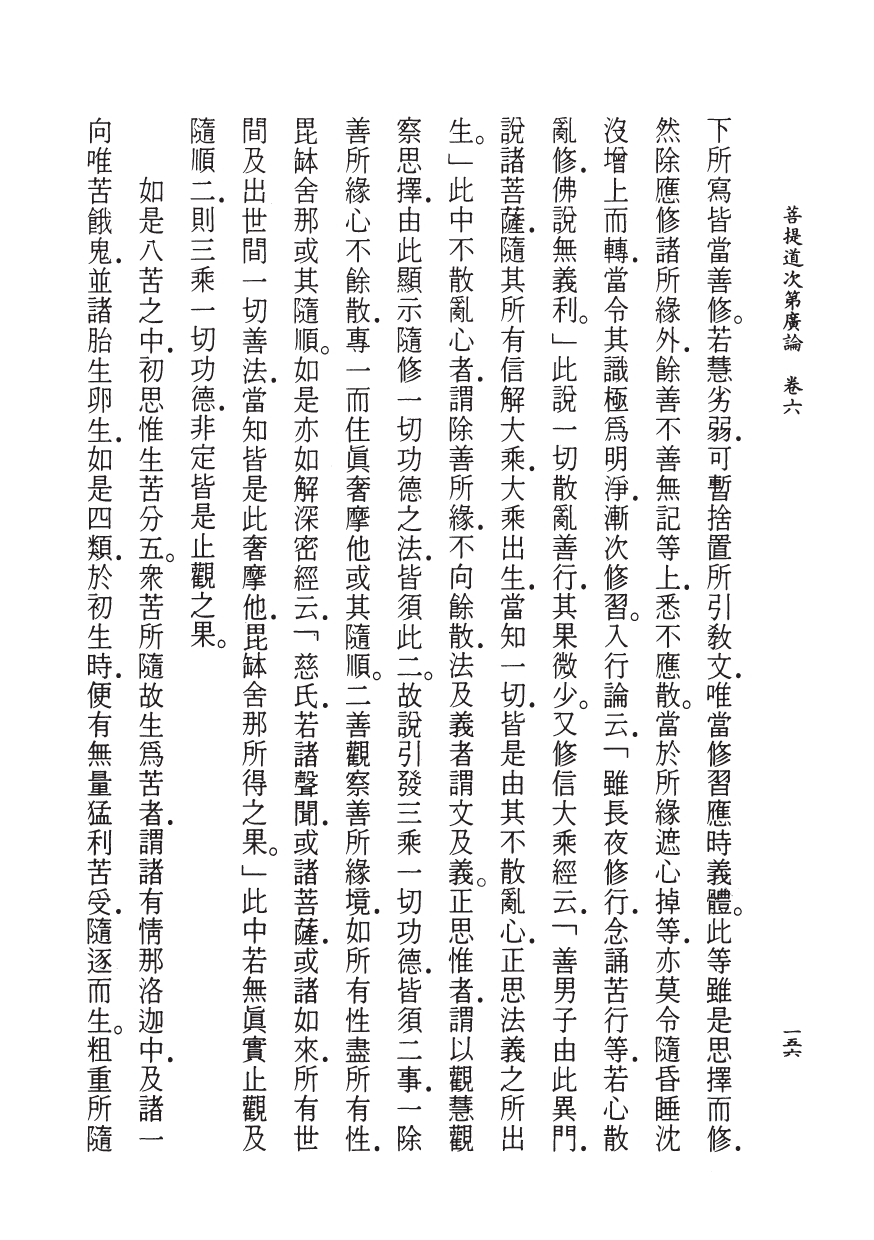 菩提道次第廣論　卷六
一五六
下所寫皆當善修。若慧劣弱．可暫捨置所引敎文．唯當修習應時義體。此等雖是思擇而修．
然除應修諸所緣外．餘善不善無記等上．悉不應散。當於所緣遮心掉等．亦莫令隨昏睡沈
沒增上而轉．當令其識極爲明淨．漸次修習。入行論云．「雖長夜修行．念誦苦行等．若心散
亂修．佛說無義利。」此說一切散亂善行．其果微少。又修信大乘經云．「善男子由此異門．
說諸菩薩．隨其所有信解大乘．大乘出生．當知一切．皆是由其不散亂心．正思法義之所出
生。」此中不散亂心者．謂除善所緣．不向餘散．法及義者謂文及義。正思惟者．謂以觀慧觀
察思擇．由此顯示隨修一切功德之法．皆須此二。故說引發三乘一切功德．皆須二事．一除
善所緣心不餘散．專一而住眞奢摩他或其隨順。二善觀察善所緣境．如所有性盡所有性．
毘缽舍那或其隨順。如是亦如解深密經云．「慈氏．若諸聲聞．或諸菩薩．或諸如來．所有世
間及出世間一切善法．當知皆是此奢摩他．毘缽舍那所得之果。」此中若無眞實止觀及
隨順二．則三乘一切功德．非定皆是止觀之果。
如是八苦之中．初思惟生苦分五。衆苦所隨故生爲苦者．謂諸有情那洛迦中．及諸一
向唯苦餓鬼．並諸胎生卵生．如是四類．於初生時．便有無量猛利苦受．隨逐而生。粗重所隨